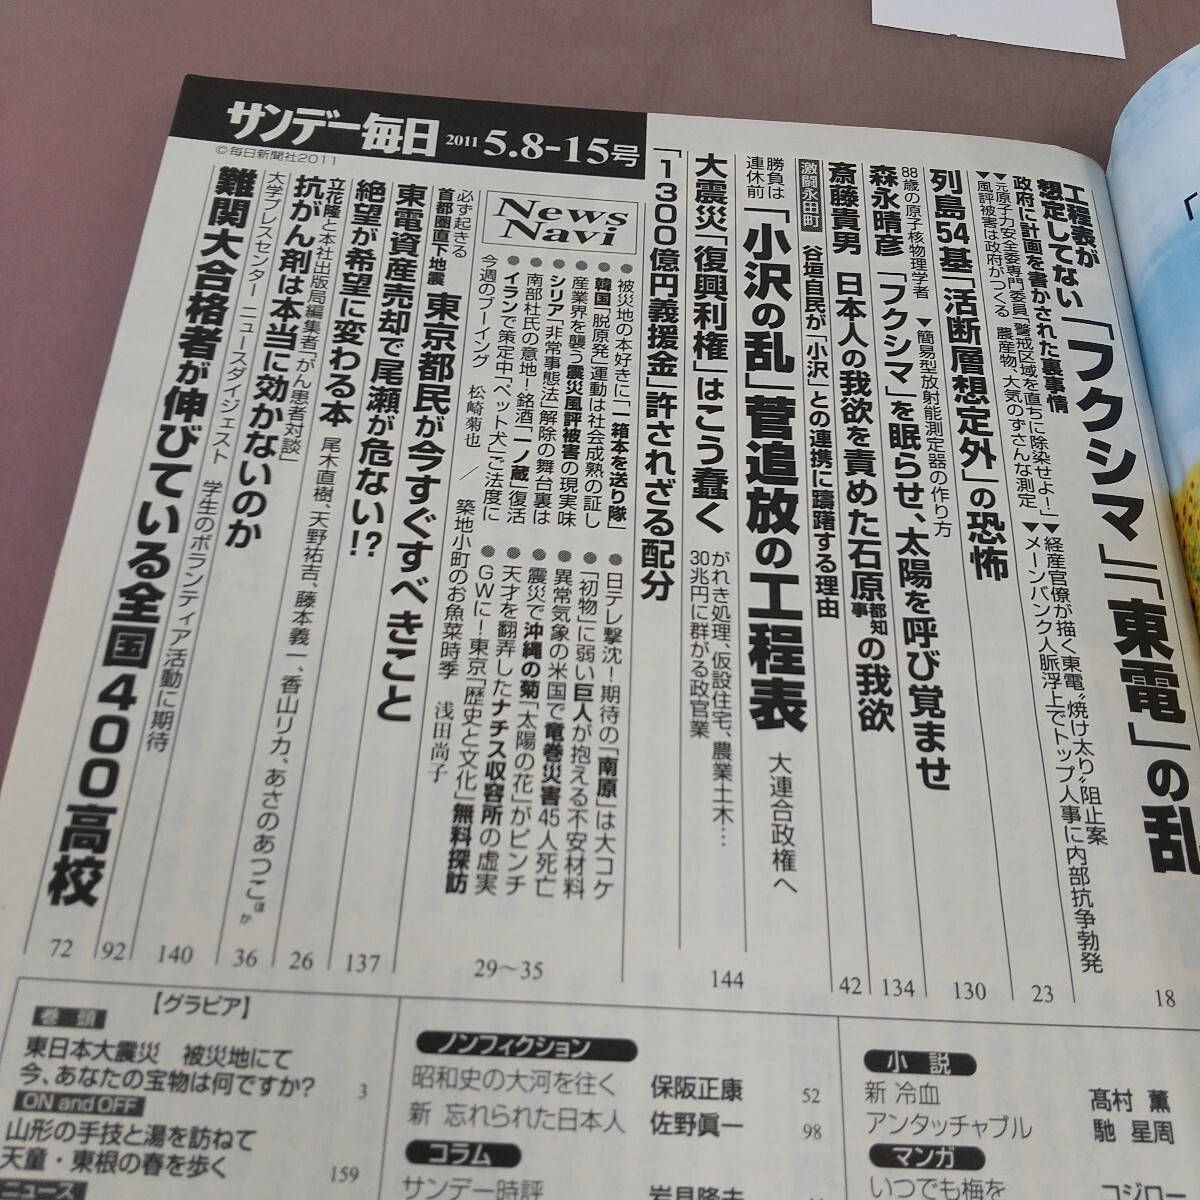 サンデー毎日 2011 5.8-15号
©毎日新聞社2011
工程表が
想定してない「フクシマ」「東電」の乱
18
政府に計画を書かされた裏事情
▼経産官僚が描く東電〝焼け太り〟阻止案
▼メーンバンク人脈浮上でトップ人事に内部抗争勃発
▼元原子力安全委専門委員「警戒区域を直ちに除染せよ!」
▼風評被害は政府がつくる 農産物、大気のずさんな測定
23
列島54基「活断層想定外」の恐怖
130
88歳の原子核物理学者 ▼簡易型放射能測定器の作り方
森永晴彦 「フクシマ」を眠らせ、太陽を呼び覚ませ
134
斎藤貴男 日本人の我欲を責めた石原都知事の我欲
42
激闘永田町 谷垣自民が「小沢」との連携に躊躇する理由
勝負は
連休前 「小沢の乱」菅追放の工程表 大連合政権へ
大震災「復興利権」はこう蠢く
がれき処理、仮設住宅、農業土木…
30兆円に群がる政官業
144
「1300億円義援金」許されざる配分
News
Navi
●被災地の本好きに「一箱本を送り隊」
●韓国「脱原発」運動は社会成熟の証し
●産業界を襲う震災風評被害の現実味
●シリア「非常事態法」解除の舞台裏は
●南部杜氏の意地!銘酒「一ノ蔵」復活
●イランで策定中「ペット犬」ご法度に
●日テレ撃沈!期待の「南原」は大コケ
●「初物」に弱い巨人が抱える不安材料
●異常気象の米国で竜巻災害45人死亡
●震災で沖縄の菊「太陽の花」がピンチ
●天才を翻弄したナチス収容所の虚実
●GWに!東京「歴史と文化」無料探訪
今週のブーイング 松崎菊也 / 築地小町のお魚菜時季 浅田尚子
29〜35
必ず起きる
首都圏直下地震 東京都民が今すぐすべきこと
東電資産売却で尾瀬が危ない!?
137
絶望が希望に変わる本 尾木直樹、天野祐吉、藤本義一、香山リカ、あさのあつこほか
26
立花隆と本社出版局編集者「がん患者対談」
抗がん剤は本当に効かないのか
36
大学プレスセンター ニュースダイジェスト 学生のボランティア活動に期待
140
難関大合格者が伸びている全国400高校
92
72
【グラビア】
巻頭
東日本大震災 被災地にて
今、あなたの宝物は何ですか? 3
ON and OFF
山形の手技と湯を訪ねて
天童・東根の春を歩く 159
ニュース
ノンフィクション
昭和史の大河を往く 保阪正康 52
新 忘れられた日本人 佐野眞一 98
コラム
サンデー時評 岩見隆夫
小説
新 冷血 髙村薫
アンタッチャブル 馳星周
マンガ
いつでも梅を コジロー